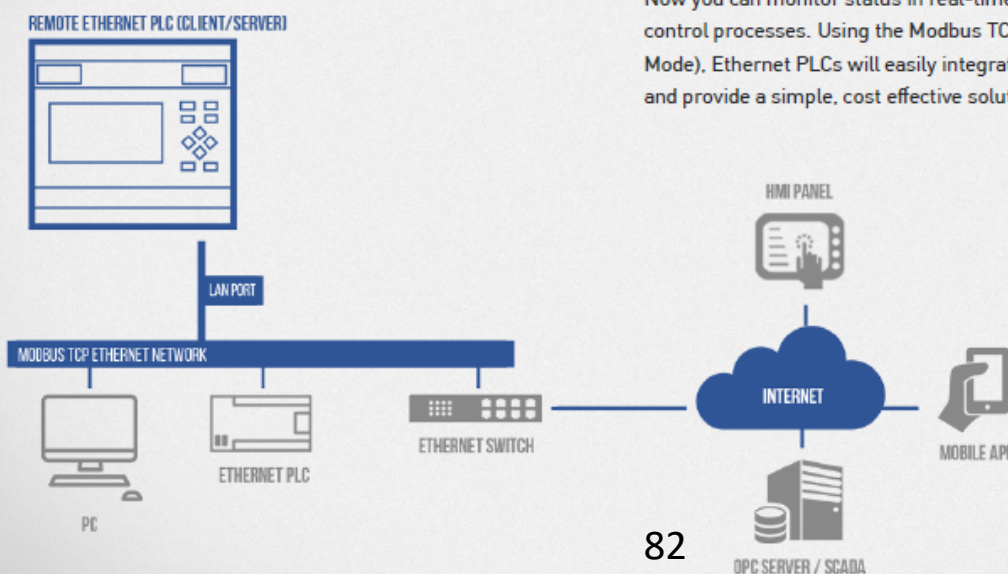 Now you can monitor status in real-time
control processes. Using the Modbus TC
Mode), Ethernet PLCs will easily integra
and provide a simple, cost effective solut
REMOTE ETHERNET PLC (CLIENT/SERVER)
LAN PORT
MODBUS TCP ETHERNET NETWORK
PC
ETHERNET PLC
ETHERNET SWITCH
HMI PANEL
INTERNET
MOBILE APP
OPC SERVER / SCADA
82